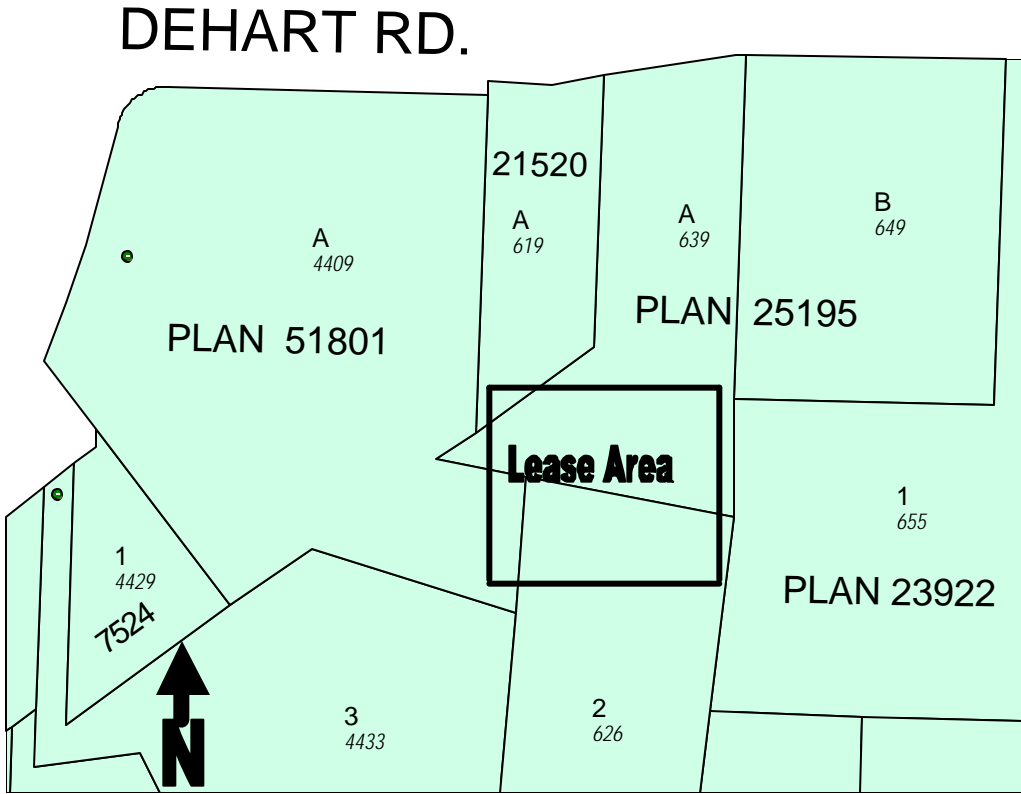 DEHART RD.
21520
A
619
A
639
B
649
A
4409
PLAN 25195
PLAN 51801
Lease Area
1
655
1
4429
7524
PLAN 23922
3
4433
2
626
N